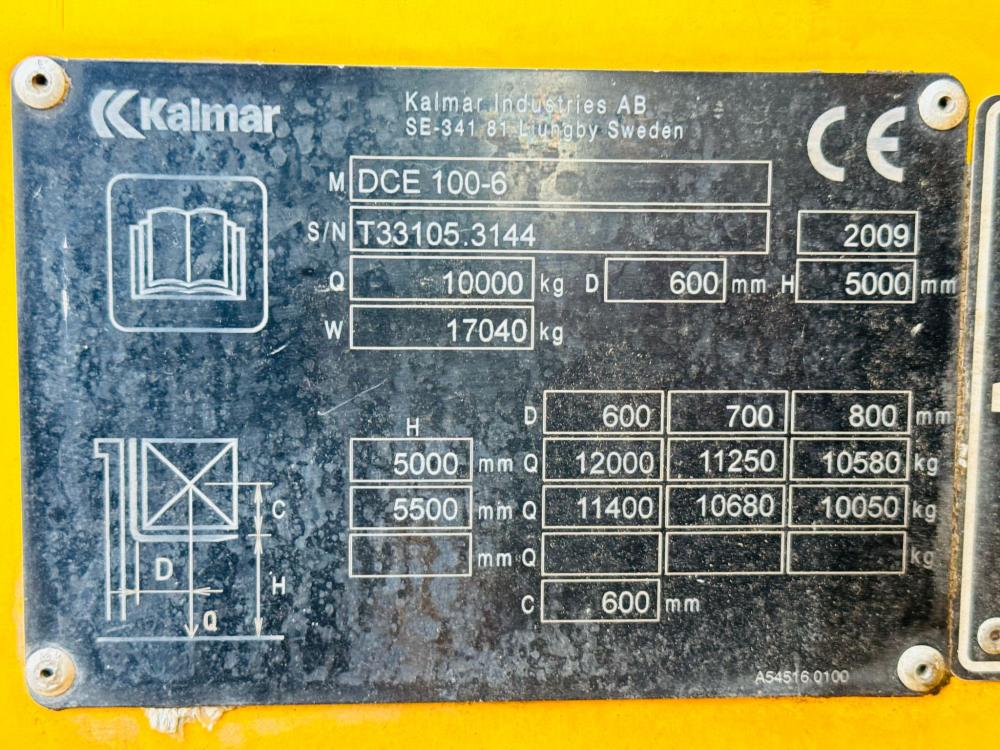 Kalmar
Kalmar Industries AB
SE-341 81 Ljungby Sweden
CE
M DCE 100-6
S/N T33105.3144 2009
Q 10000 kg D 600 mm H 5000 mm
W 17040 kg
D 600 700 800 mm
H
5000 mm Q 12000 11250 10580 kg
5500 mm Q 11400 10680 10050 kg
mm Q kg
C 600 mm
C
D
H
Q
A54516.0100